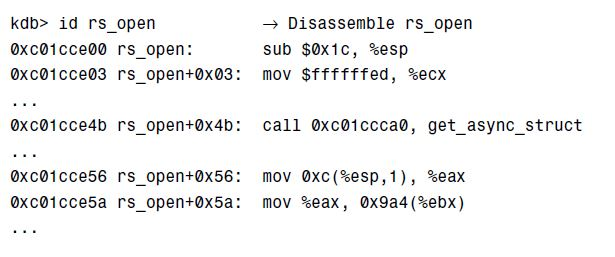 kdb> id rs_open → Disassemble rs_open
0xc01cce00 rs_open: sub $0x1c, %esp
0xc01cce03 rs_open+0x03: mov $ffffffed, %ecx
...
0xc01cce4b rs_open+0x4b: call 0xc01ccca0, get_async_struct
...
0xc01cce56 rs_open+0x56: mov 0xc(%esp,1), %eax
0xc01cce5a rs_open+0x5a: mov %eax, 0x9a4(%ebx)
...